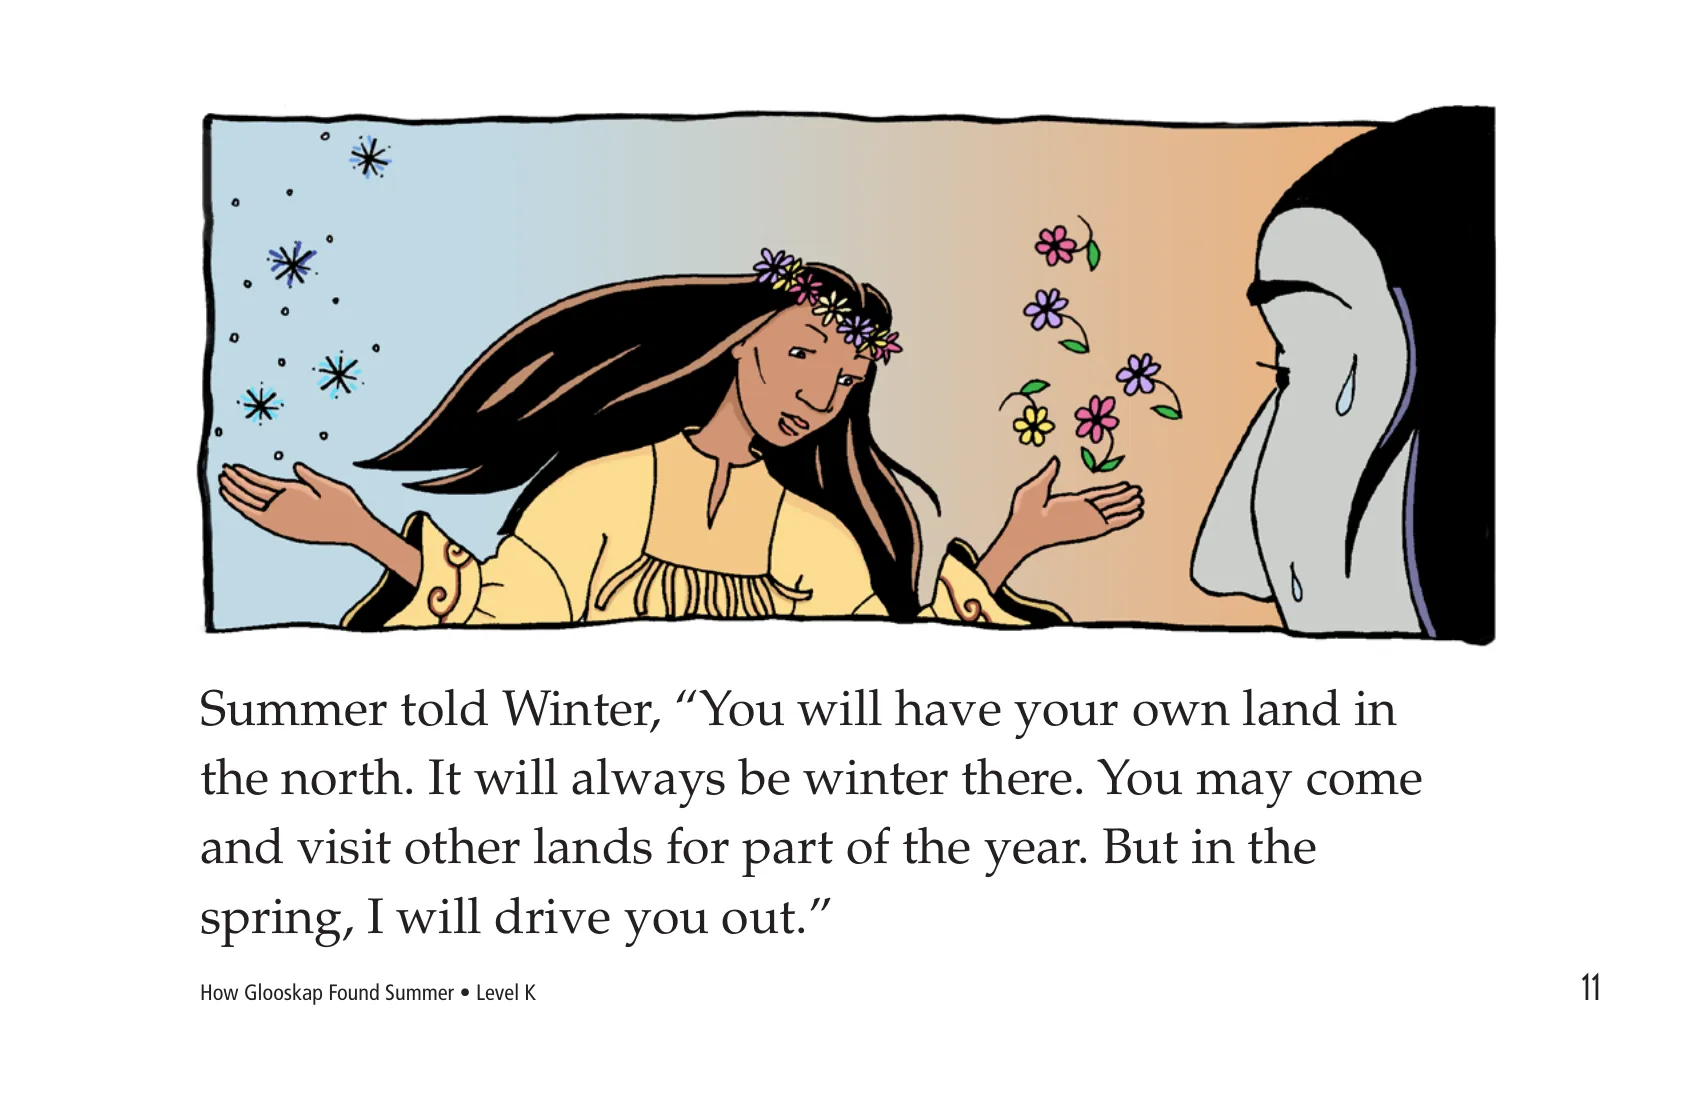 Summer told Winter, “You will have your own land in
the north. It will always be winter there. You may come
and visit other lands for part of the year. But in the
spring, I will drive you out.”
How Glooskap Found Summer • Level K
11